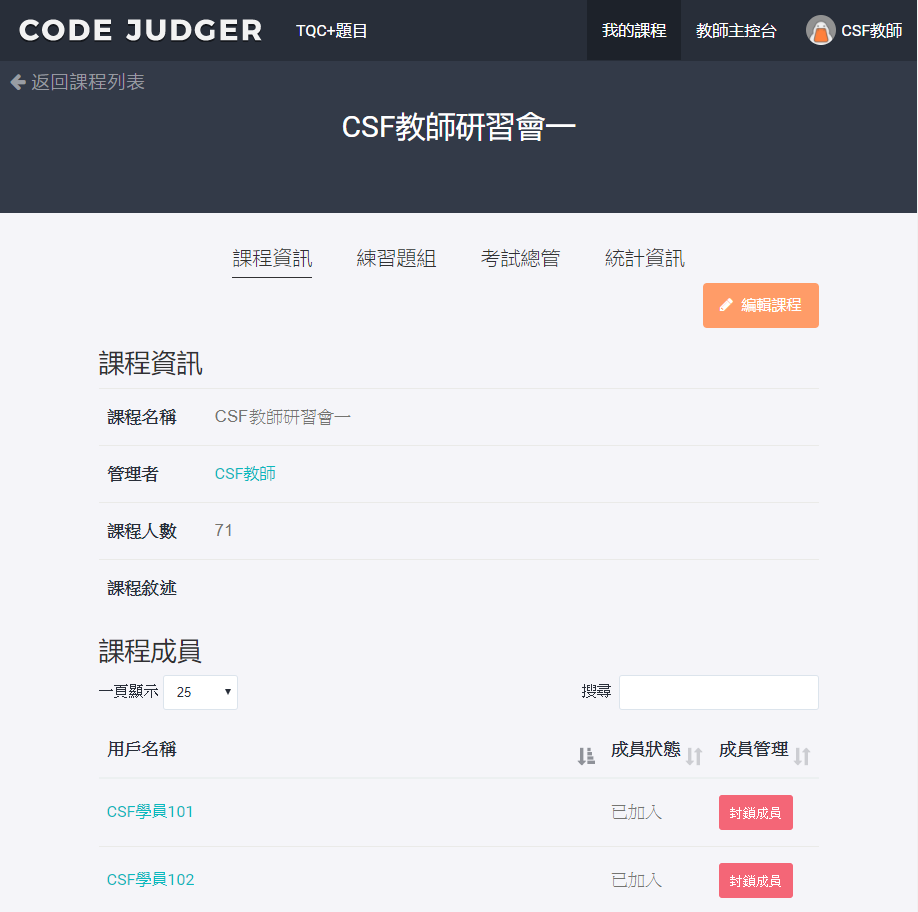 CODE JUDGER TQC+題目 我的課程 教師主控台 CSF教師
返回課程列表
CSF教師研習會一
課程資訊 練習題組 考試總管 統計資訊
編輯課程
課程資訊
課程名稱 CSF教師研習會一
管理者 CSF教師
課程人數 71
課程敘述
課程成員
一頁顯示 25 搜尋
用戶名稱 成員狀態 成員管理
CSF學員101 已加入 封鎖成員
CSF學員102 已加入 封鎖成員